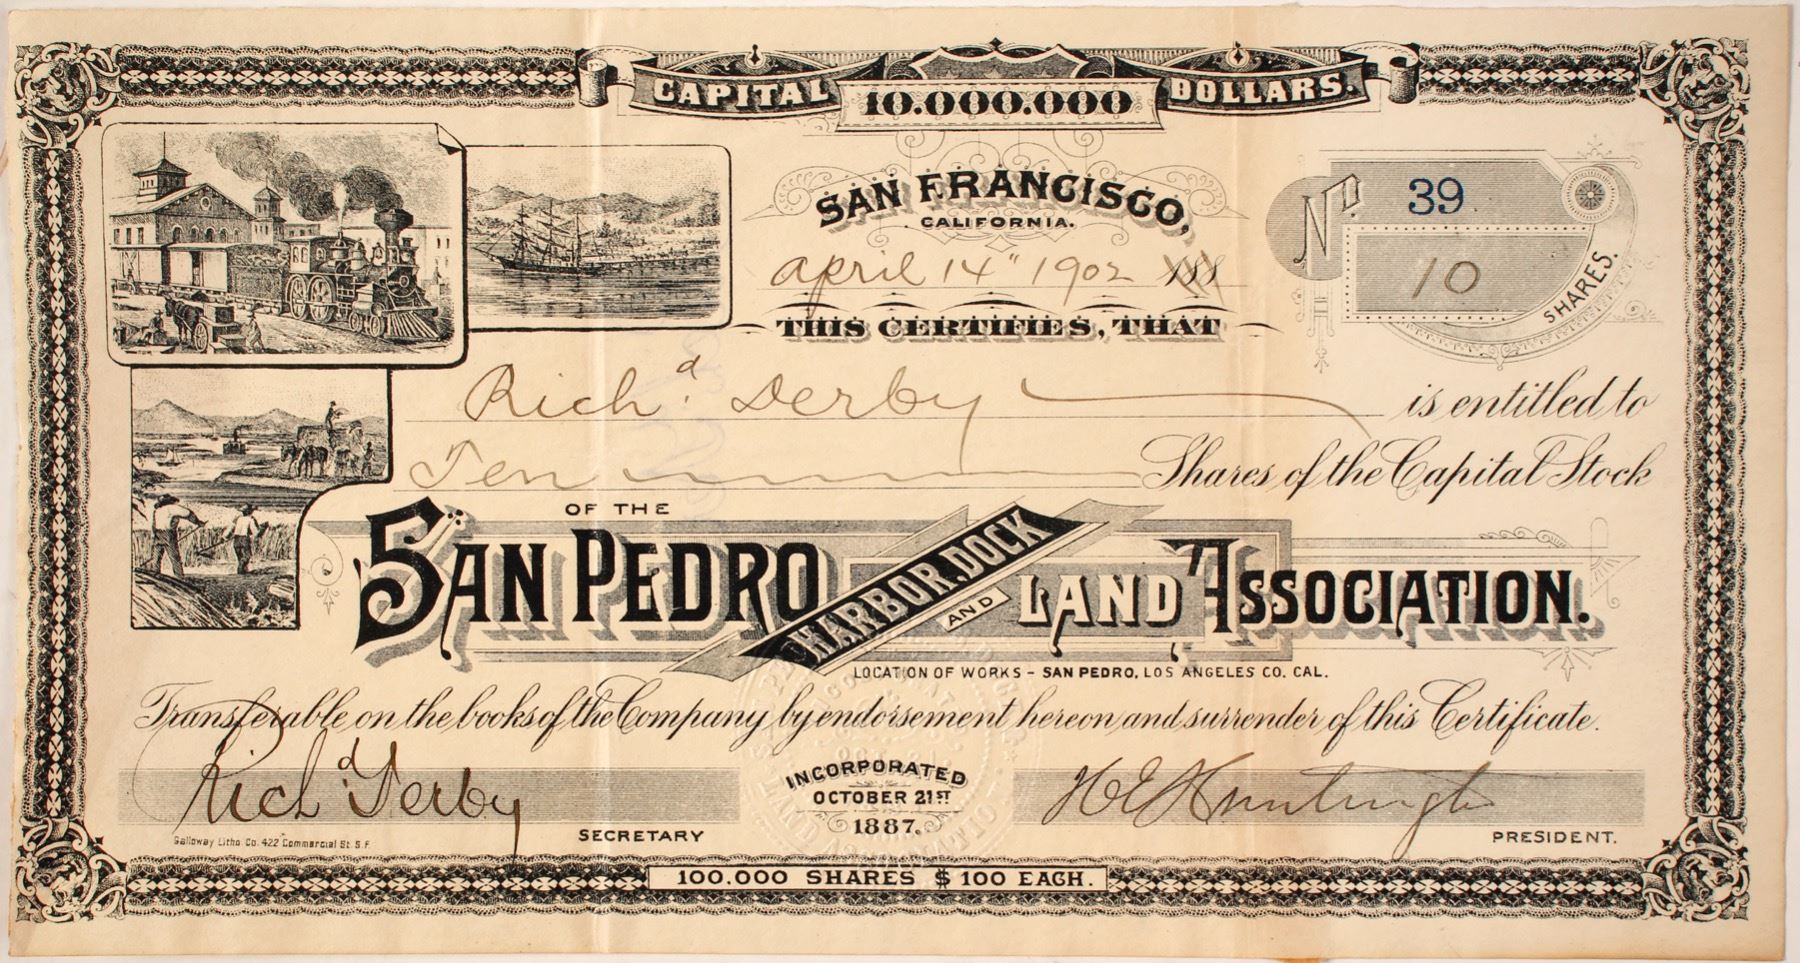 CAPITAL 10.000.000 DOLLARS.
SAN FRANCISCO,
CALIFORNIA.
No. 39
april 14" 1902 188
10
SHARES.
THIS CERTIFIES, THAT
Richd. Derby is entitled to
Ten Shares of the Capital Stock
OF THE
SAN PEDRO HARBOR, DOCK AND LAND ASSOCIATION.
LOCATION OF WORKS - SAN PEDRO, LOS ANGELES CO. CAL.
Transferable on the books of the Company by endorsement hereon and surrender of this Certificate.
Richd. Derby
SECRETARY
INCORPORATED
OCTOBER 21ST
1887.
H E Huntington
PRESIDENT.
Galloway Litho. Co. 422 Commercial St. S.F.
100.000 SHARES $100 EACH.